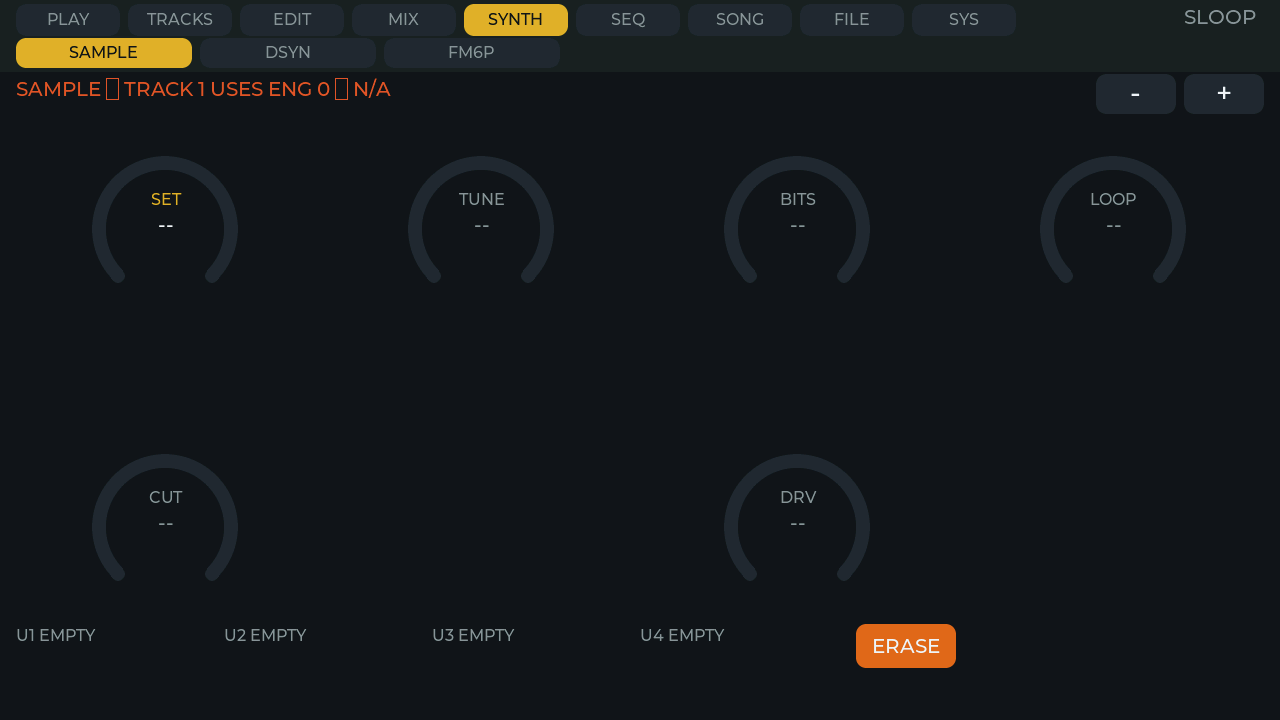 PLAY TRACKS EDIT MIX SYNTH SEQ SONG FILE SYS SLOOP
SAMPLE DSYN FM6P
SAMPLE □ TRACK 1 USES ENG 0 □ N/A - +
SET TUNE BITS LOOP
-- -- -- --
CUT DRV
-- --
U1 EMPTY U2 EMPTY U3 EMPTY U4 EMPTY ERASE